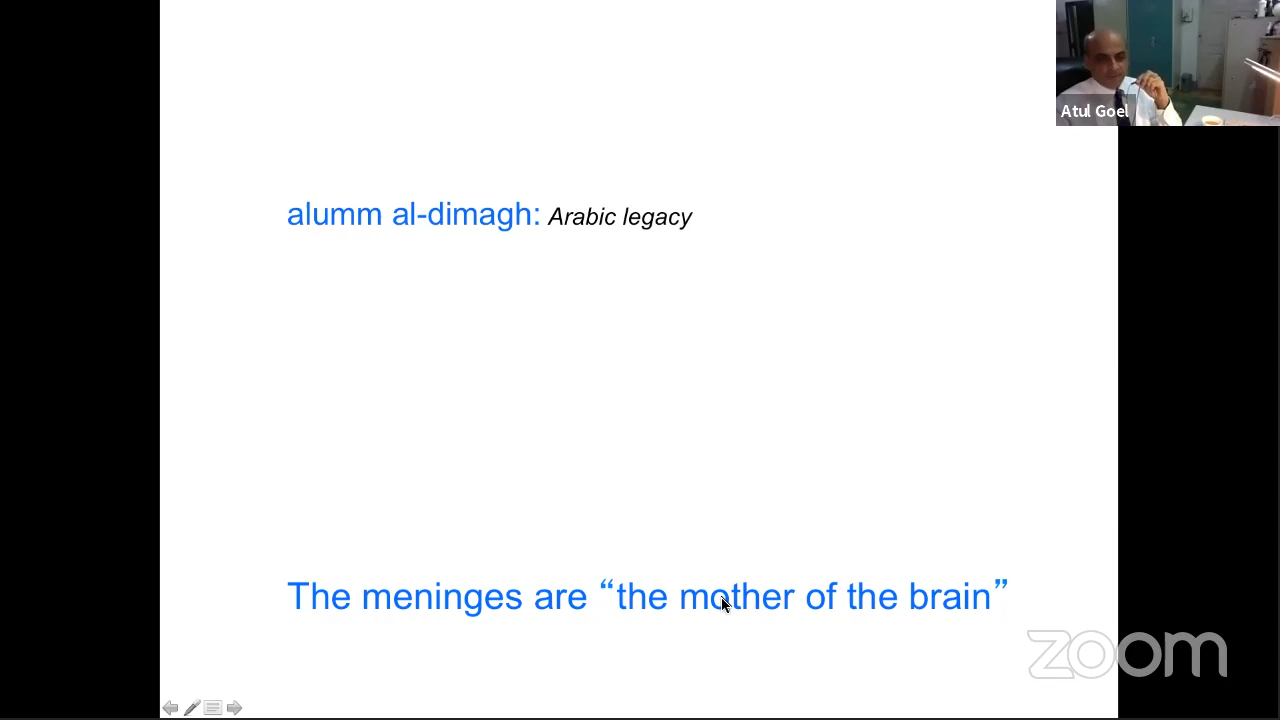 Atul Goel
alumm al-dimagh: Arabic legacy
The meninges are “the mother of the brain”
zoom